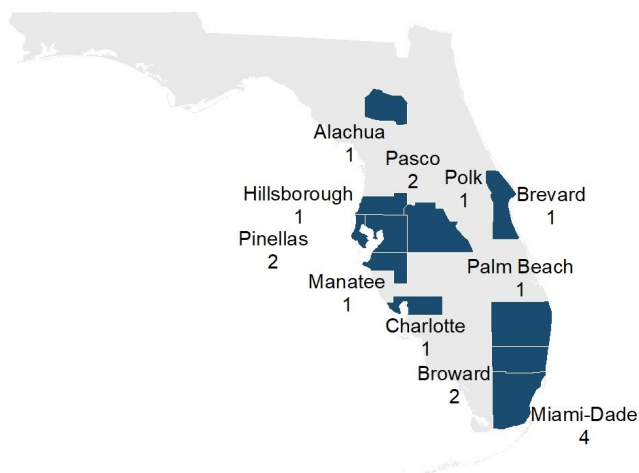 Alachua
1
Pasco
2
Polk
1
Brevard
1
Hillsborough
1
Pinellas
2
Manatee
1
Palm Beach
1
Charlotte
1
Broward
2
Miami-Dade
4